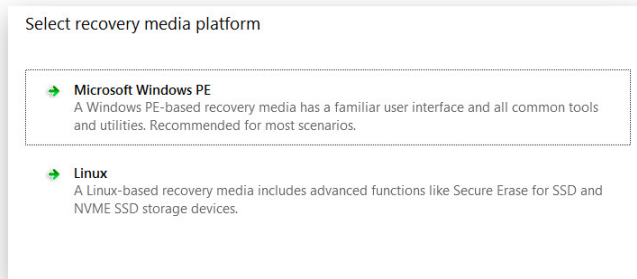 Select recovery media platform
Microsoft Windows PE
A Windows PE-based recovery media has a familiar user interface and all common tools
and utilities. Recommended for most scenarios.
Linux
A Linux-based recovery media includes advanced functions like Secure Erase for SSD and
NVME SSD storage devices.